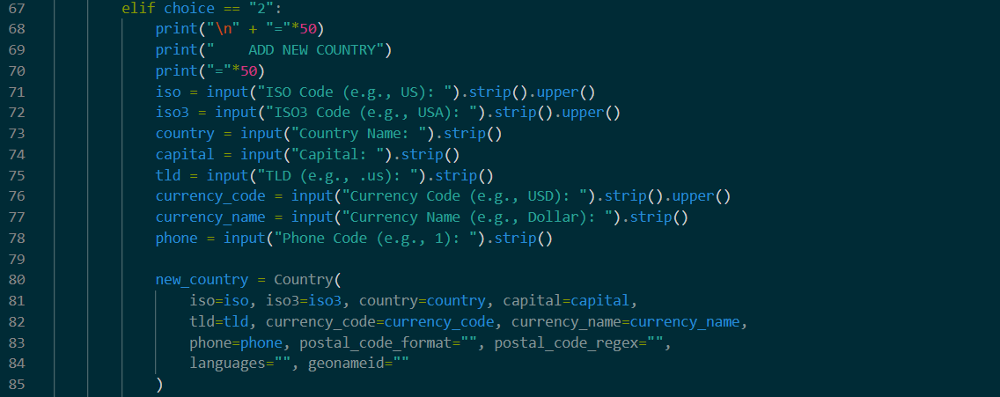 67 elif choice == "2":
68 print("\n" + "="*50)
69 print("    ADD NEW COUNTRY")
70 print("="*50)
71 iso = input("ISO Code (e.g., US): ").strip().upper()
72 iso3 = input("ISO3 Code (e.g., USA): ").strip().upper()
73 country = input("Country Name: ").strip()
74 capital = input("Capital: ").strip()
75 tld = input("TLD (e.g., .us): ").strip()
76 currency_code = input("Currency Code (e.g., USD): ").strip().upper()
77 currency_name = input("Currency Name (e.g., Dollar): ").strip()
78 phone = input("Phone Code (e.g., 1): ").strip()
79
80 new_country = Country(
81 iso=iso, iso3=iso3, country=country, capital=capital,
82 tld=tld, currency_code=currency_code, currency_name=currency_name,
83 phone=phone, postal_code_format="", postal_code_regex="",
84 languages="", geonameid=""
85 )